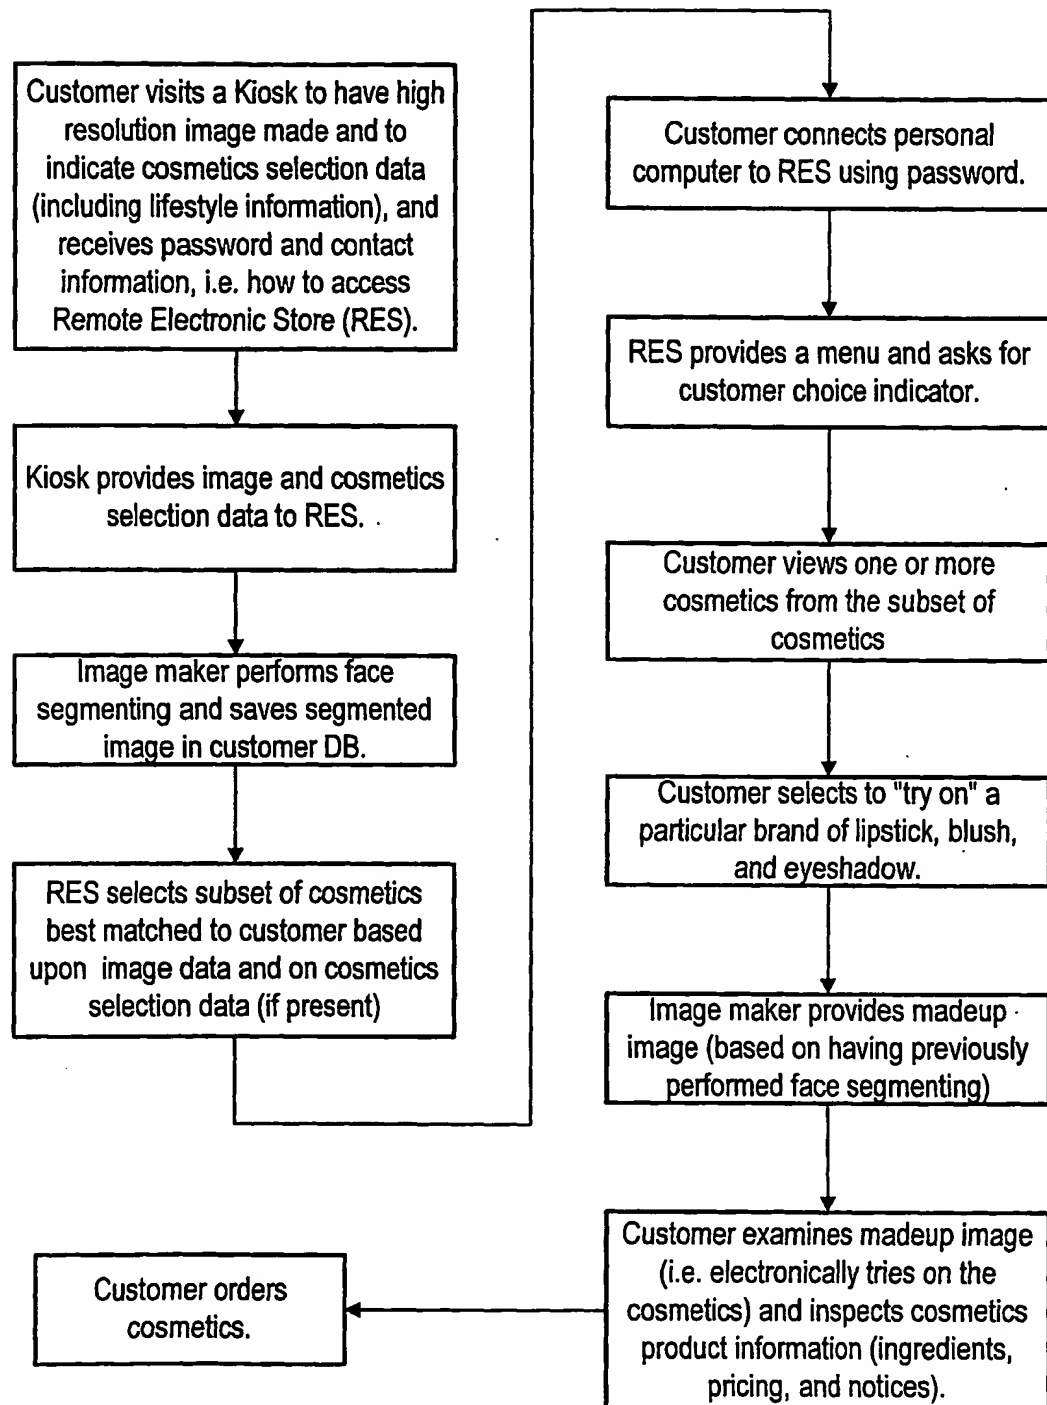 Customer visits a Kiosk to have high
resolution image made and to
indicate cosmetics selection data
(including lifestyle information), and
receives password and contact
information, i.e. how to access
Remote Electronic Store (RES).
Kiosk provides image and cosmetics
selection data to RES.
Image maker performs face
segmenting and saves segmented
image in customer DB.
RES selects subset of cosmetics
best matched to customer based
upon image data and on cosmetics
selection data (if present)
Customer connects personal
computer to RES using password.
RES provides a menu and asks for
customer choice indicator.
Customer views one or more
cosmetics from the subset of
cosmetics
Customer selects to "try on" a
particular brand of lipstick, blush,
and eyeshadow.
Image maker provides madeup
image (based on having previously
performed face segmenting)
Customer examines madeup image
(i.e. electronically tries on the
cosmetics) and inspects cosmetics
product information (ingredients,
pricing, and notices).
Customer orders
cosmetics.